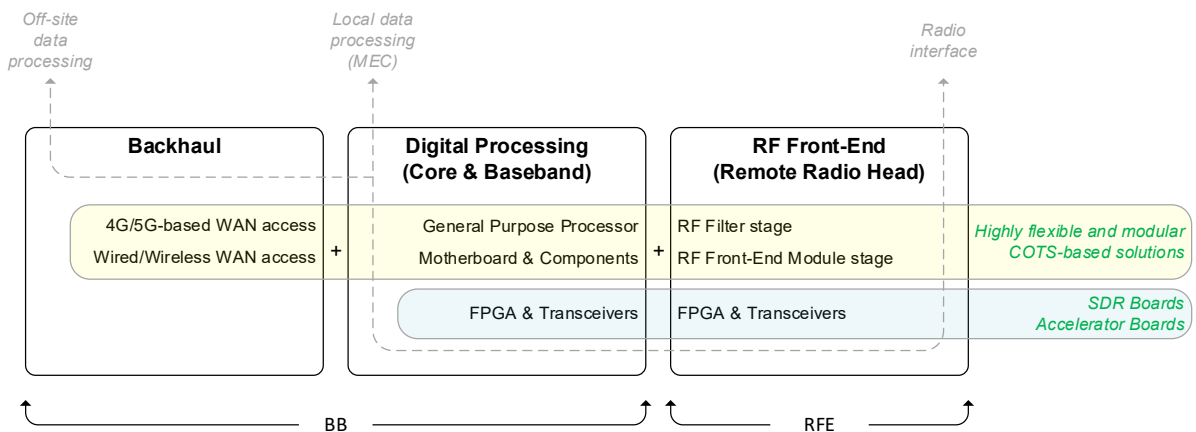 Off-site
data
processing
Local data
processing
(MEC)
Radio
interface
Backhaul
Digital Processing
(Core & Baseband)
RF Front-End
(Remote Radio Head)
4G/5G-based WAN access
Wired/Wireless WAN access
+
General Purpose Processor
Motherboard & Components
+
RF Filter stage
RF Front-End Module stage
Highly flexible and modular
COTS-based solutions
FPGA & Transceivers
FPGA & Transceivers
SDR Boards
Accelerator Boards
BB
RFE